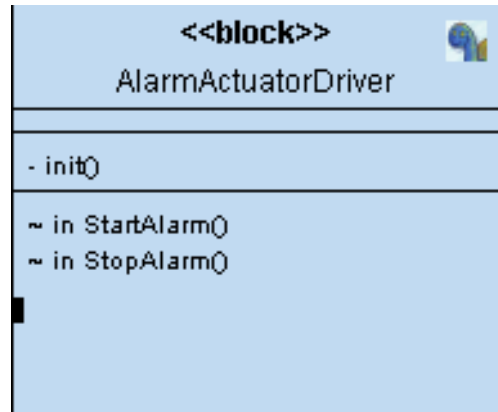 <<block>>
AlarmActuatorDriver
- init()
~ in StartAlarm()
~ in StopAlarm()